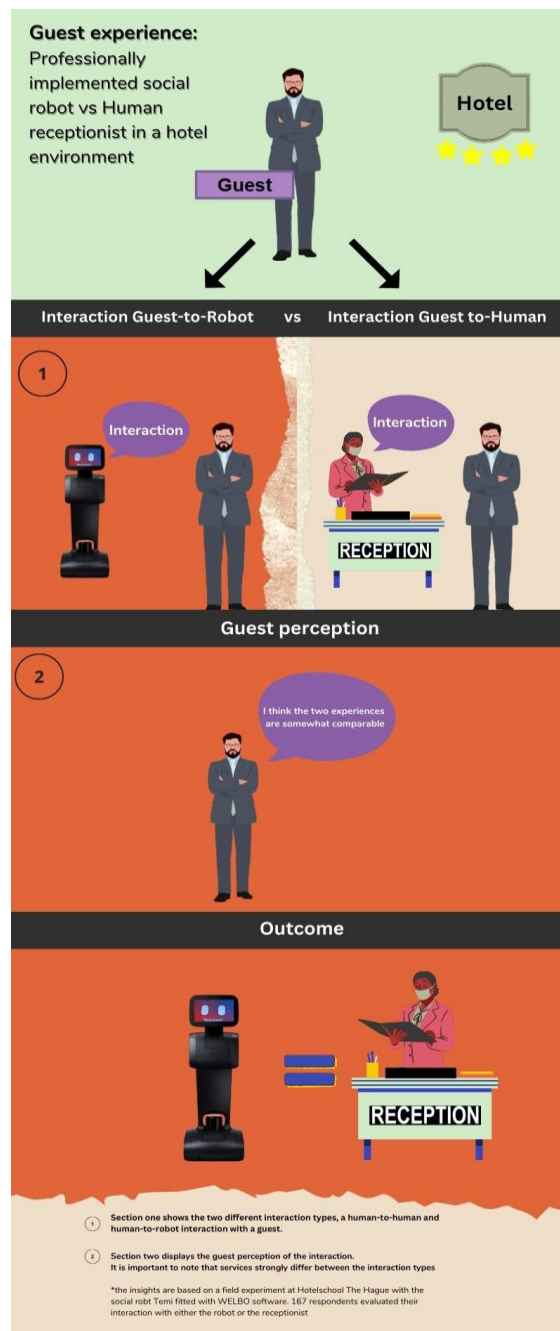 Guest experience:
Professionally
implemented social
robot vs Human
receptionist in a hotel
environment
Hotel
Guest
Interaction Guest-to-Robot vs Interaction Guest to-Human
1
Interaction
Interaction
RECEPTION
Guest perception
2
I think the two experiences
are somewhat comparable
Outcome
RECEPTION
1 Section one shows the two different interaction types, a human-to-human and
human-to-robot interaction with a guest.
2 Section two displays the guest perception of the interaction.
It is important to note that services strongly differ between the interaction types
*the insights are based on a field experiment at Hotelschool The Hague with the
social robt Temi fitted with WELBO software. 167 respondents evaluated their
interaction with either the robot or the receptionist